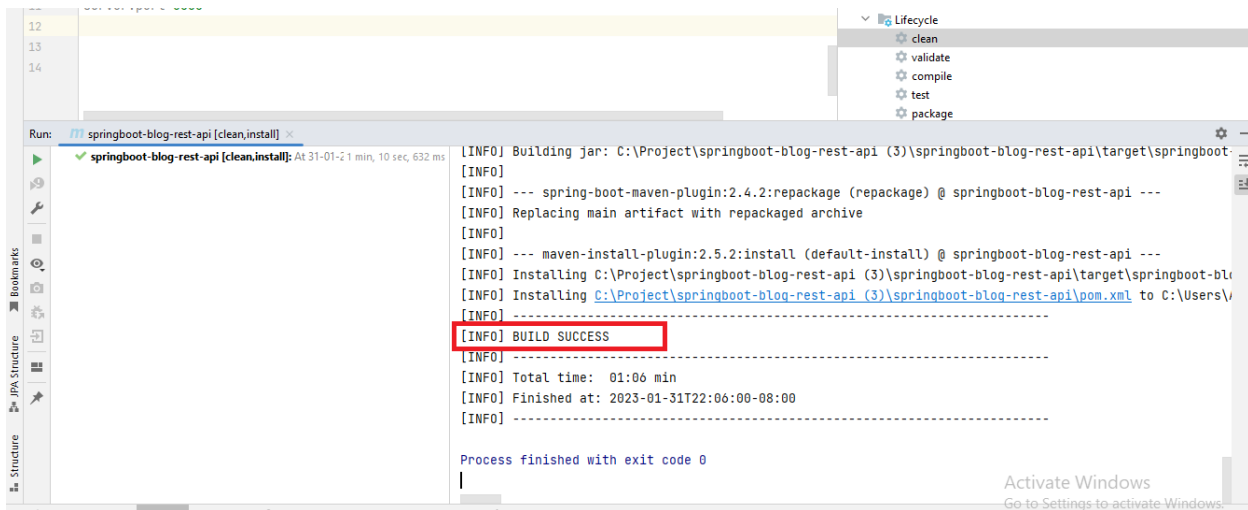 12
13
14
Lifecycle
clean
validate
compile
test
package
Run: springboot-blog-rest-api [clean,install]
springboot-blog-rest-api [clean,install]: At 31-01-2 1 min, 10 sec, 632 ms
[INFO] Building jar: C:\Project\springboot-blog-rest-api (3)\springboot-blog-rest-api\target\springboot-
[INFO]
[INFO] --- spring-boot-maven-plugin:2.4.2:repackage (repackage) @ springboot-blog-rest-api ---
[INFO] Replacing main artifact with repackaged archive
[INFO]
[INFO] --- maven-install-plugin:2.5.2:install (default-install) @ springboot-blog-rest-api ---
[INFO] Installing C:\Project\springboot-blog-rest-api (3)\springboot-blog-rest-api\target\springboot-blo
[INFO] Installing C:\Project\springboot-blog-rest-api (3)\springboot-blog-rest-api\pom.xml to C:\Users\
[INFO] ------------------------------------------------------------------------
[INFO] BUILD SUCCESS
[INFO] ------------------------------------------------------------------------
[INFO] Total time:  01:06 min
[INFO] Finished at: 2023-01-31T22:06:00-08:00
[INFO] ------------------------------------------------------------------------
Process finished with exit code 0
Bookmarks
JPA Structure
Structure
Activate Windows
Go to Settings to activate Windows.